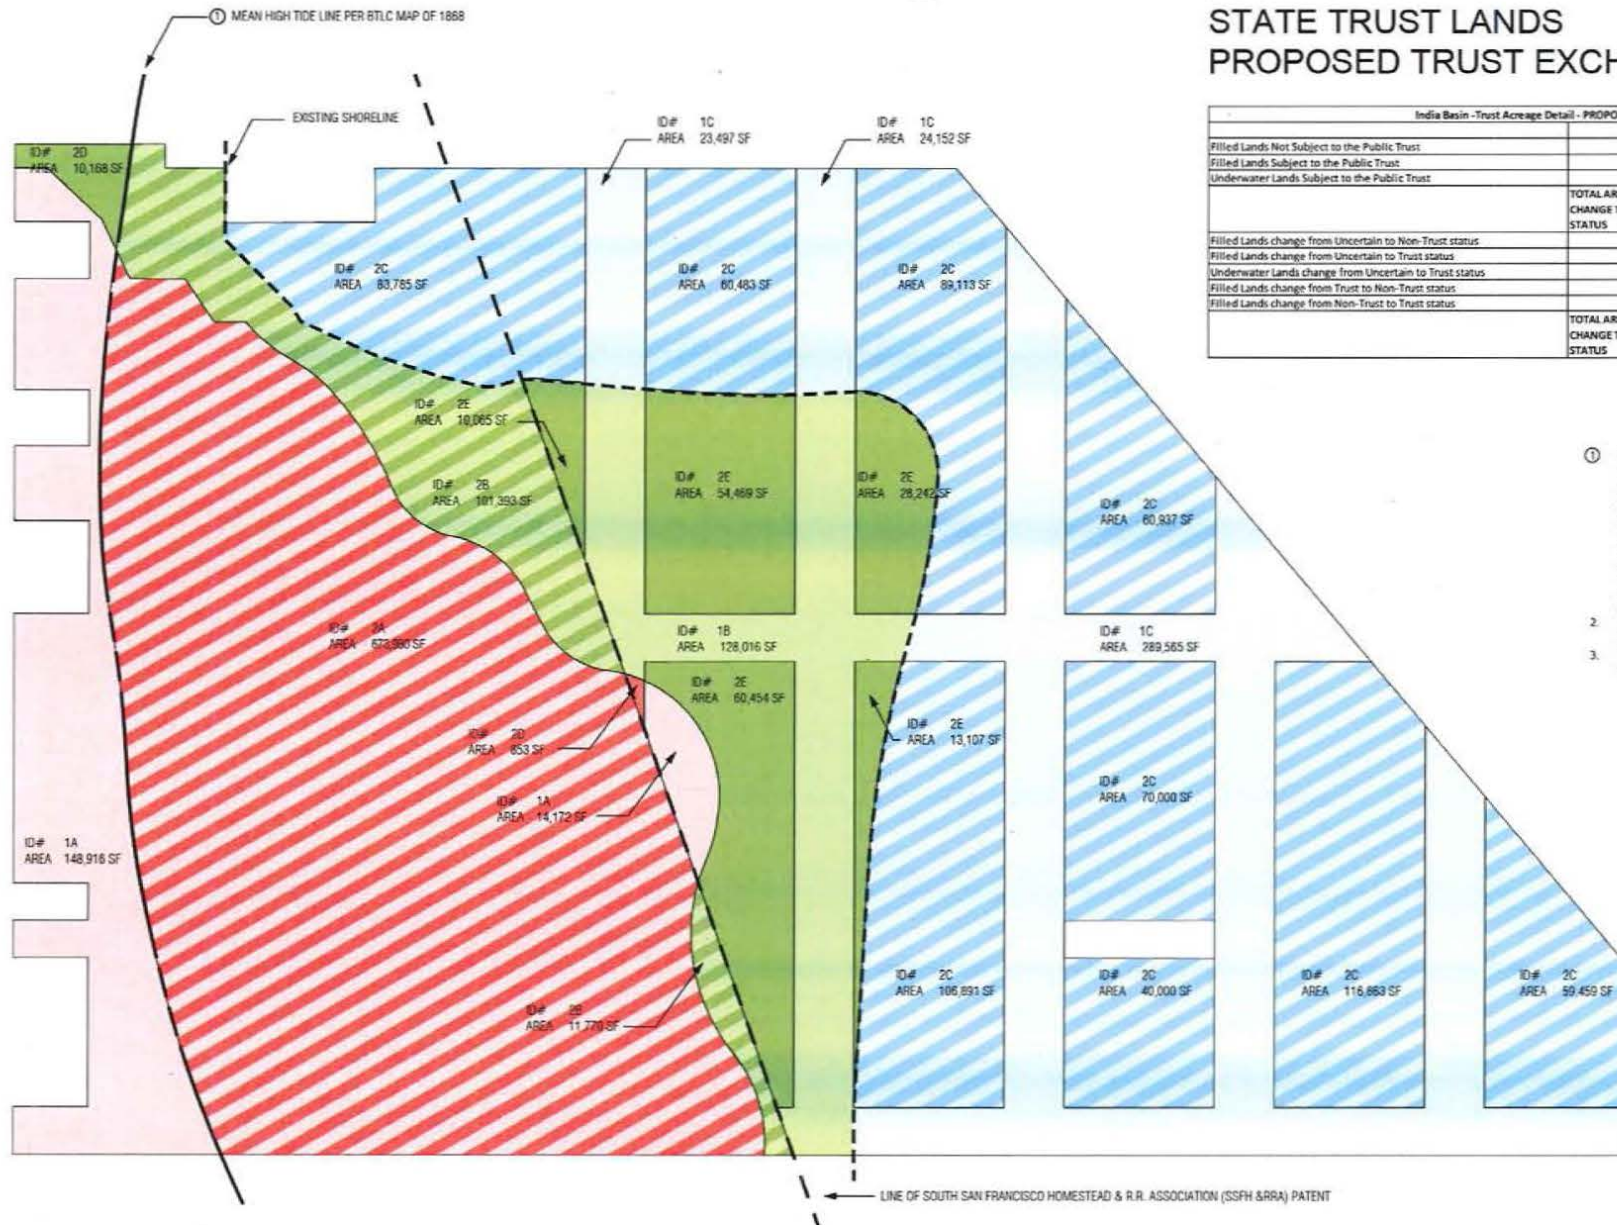 ① MEAN HIGH TIDE LINE PER BTLC MAP OF 1868
STATE TRUST LANDS
PROPOSED TRUST EXCH
EXISTING SHORELINE
ID# 1C
AREA 23,497 SF
ID# 1C
AREA 24,152 SF
India Basin -Trust Acreage Detail - PROPO
Filled Lands Not Subject to the Public Trust
Filled Lands Subject to the Public Trust
Underwater Lands Subject to the Public Trust
TOTAL AR
CHANGE T
STATUS
Filled Lands change from Uncertain to Non-Trust status
Filled Lands change from Uncertain to Trust status
Underwater Lands change from Uncertain to Trust status
Filled Lands change from Trust to Non-Trust status
Filled Lands change from Non-Trust to Trust status
TOTAL AR
CHANGE T
STATUS
ID# 2D
AREA 10,168 SF
ID# 2C
AREA 83,785 SF
ID# 2C
AREA 60,483 SF
ID# 2C
AREA 89,113 SF
ID# 2E
AREA 10,065 SF
ID# 2B
AREA 101,393 SF
ID# 2E
AREA 54,469 SF
ID# 2E
AREA 28,242 SF
①
ID# 2C
AREA 60,937 SF
ID# 2A
AREA 673,980 SF
ID# 1B
AREA 128,016 SF
ID# 1C
AREA 289,565 SF
2.
3.
ID# 2E
AREA 60,454 SF
ID# 2D
AREA 853 SF
ID# 2E
AREA 13,107 SF
ID# 1A
AREA 14,172 SF
ID# 2C
AREA 70,000 SF
ID# 1A
AREA 148,916 SF
ID# 2C
AREA 106,891 SF
ID# 2C
AREA 40,000 SF
ID# 2C
AREA 116,863 SF
ID# 2C
AREA 59,459 SF
ID# 2B
AREA 11,770 SF
LINE OF SOUTH SAN FRANCISCO HOMESTEAD & R.R. ASSOCIATION (SSFH &RRA) PATENT